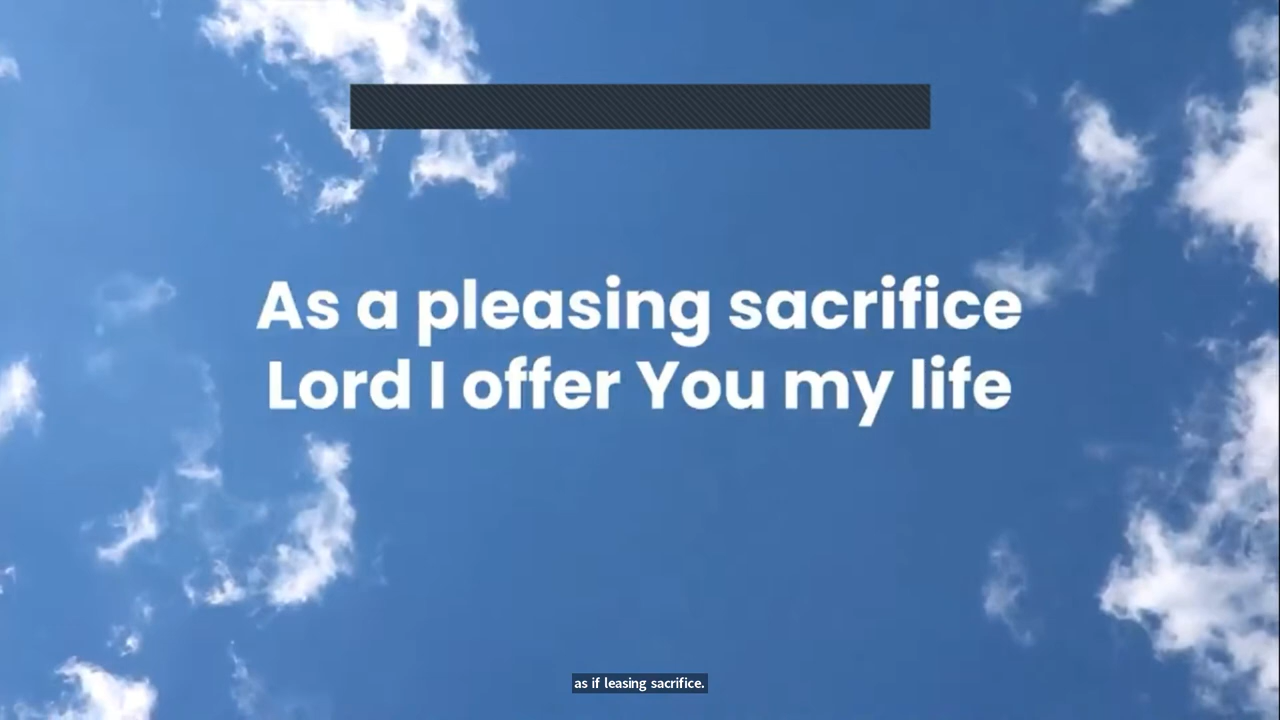 As a pleasing sacrifice
Lord I offer You my life
as if leasing sacrifice.